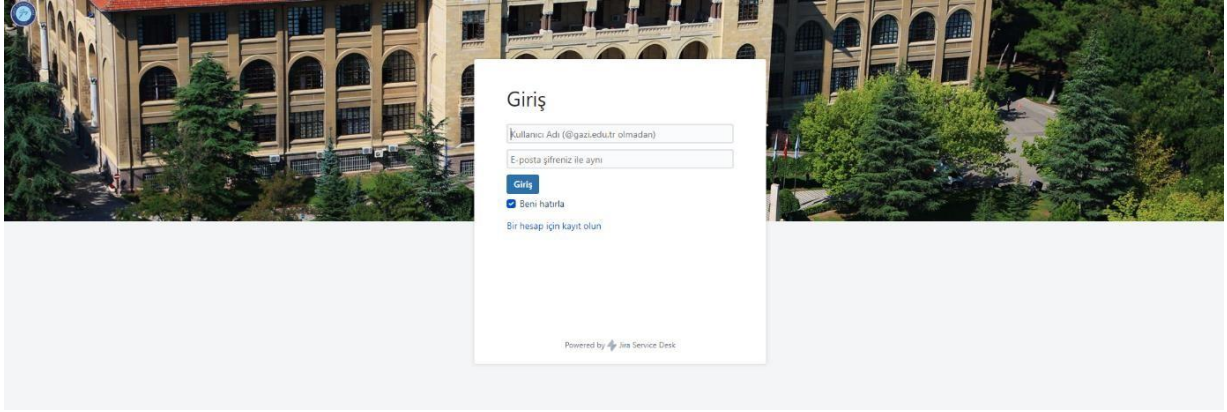 Giriş
Kullanıcı Adı (@gazi.edu.tr olmadan)
E-posta şifreniz ile aynı
Giriş
Beni hatırla
Bir hesap için kayıt olun
Powered by Jira Service Desk